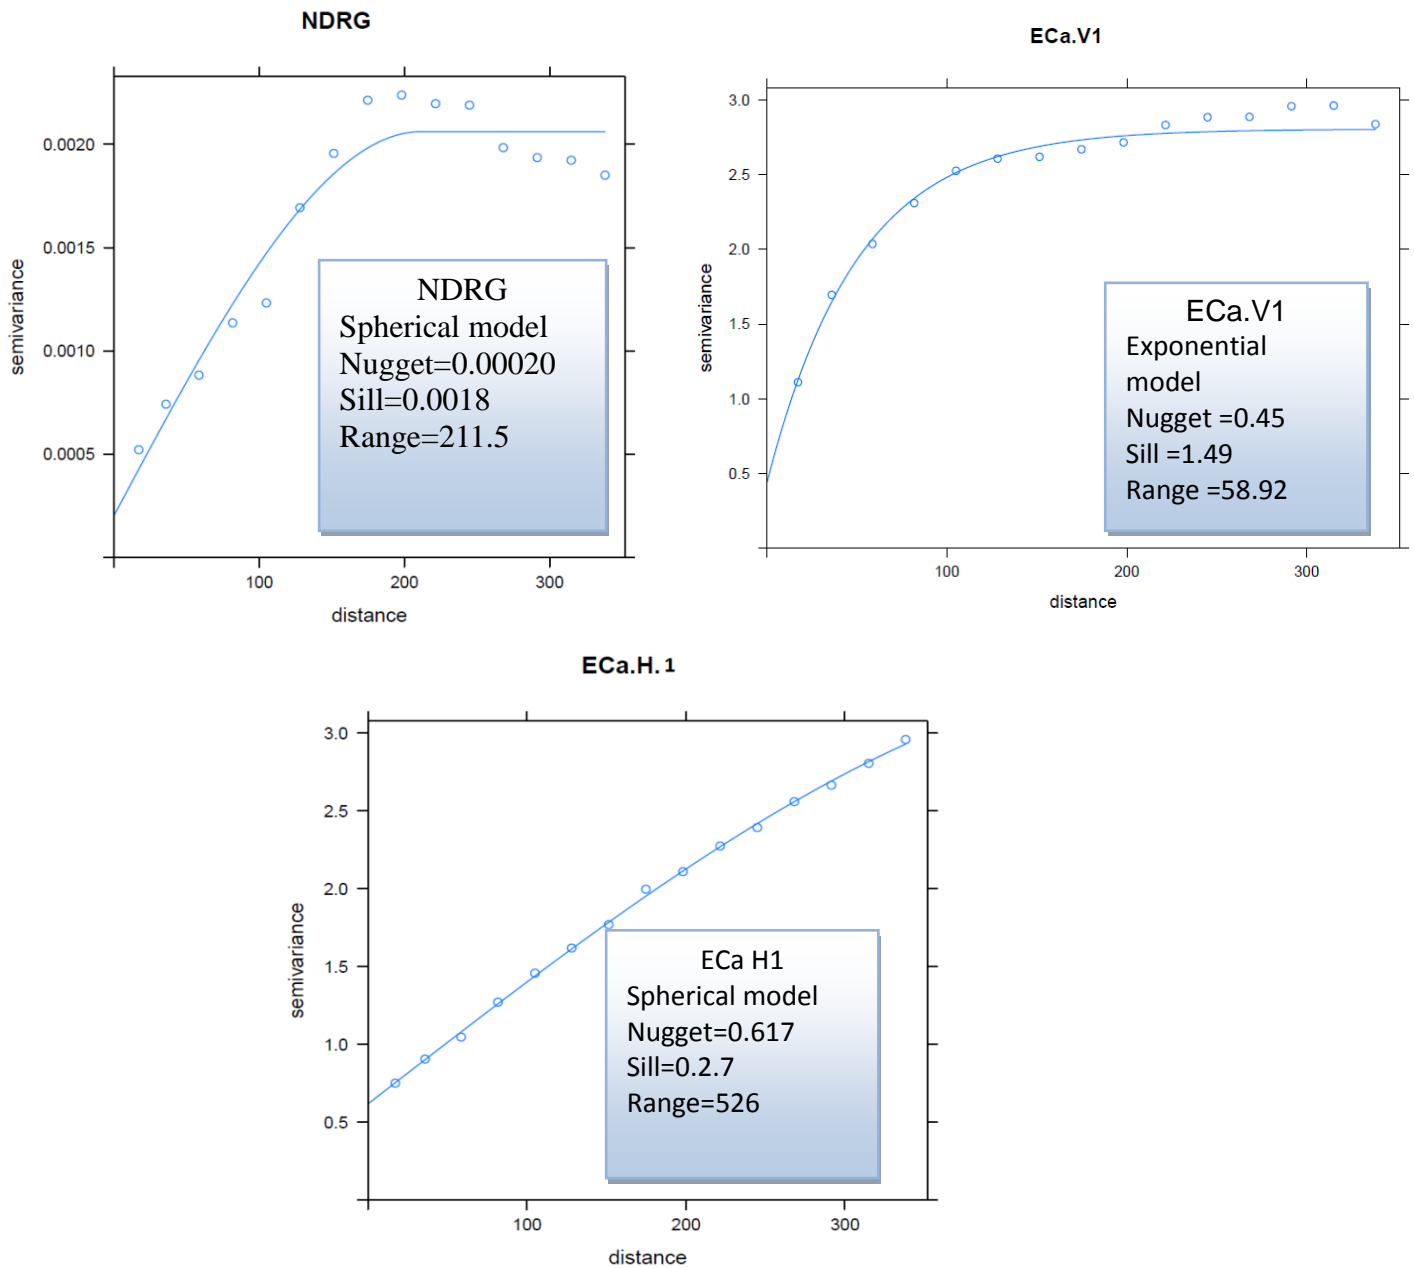 NDRG
semivariance
0.0020
0.0015
0.0010
0.0005
100 200 300
distance
NDRG
Spherical model
Nugget=0.00020
Sill=0.0018
Range=211.5
ECa.V1
semivariance
3.0
2.5
2.0
1.5
1.0
0.5
100 200 300
distance
ECa.V1
Exponential
model
Nugget =0.45
Sill =1.49
Range =58.92
ECa.H. 1
semivariance
3.0
2.5
2.0
1.5
1.0
0.5
100 200 300
distance
ECa H1
Spherical model
Nugget=0.617
Sill=0.2.7
Range=526